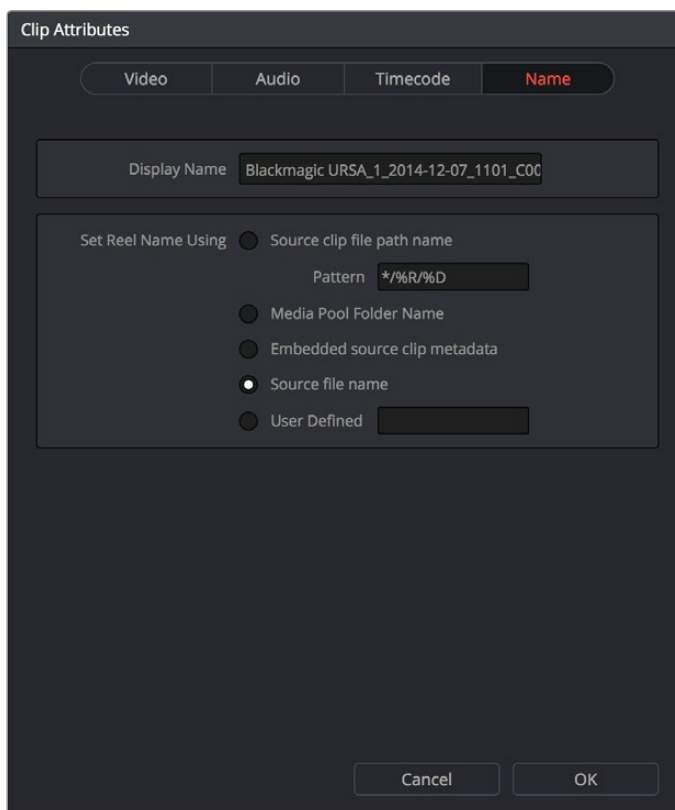 Clip Attributes
Video Audio Timecode Name
Display Name Blackmagic URSA_1_2014-12-07_1101_C00
Set Reel Name Using Source clip file path name
Pattern */%R/%D
Media Pool Folder Name
Embedded source clip metadata
Source file name
User Defined
Cancel OK